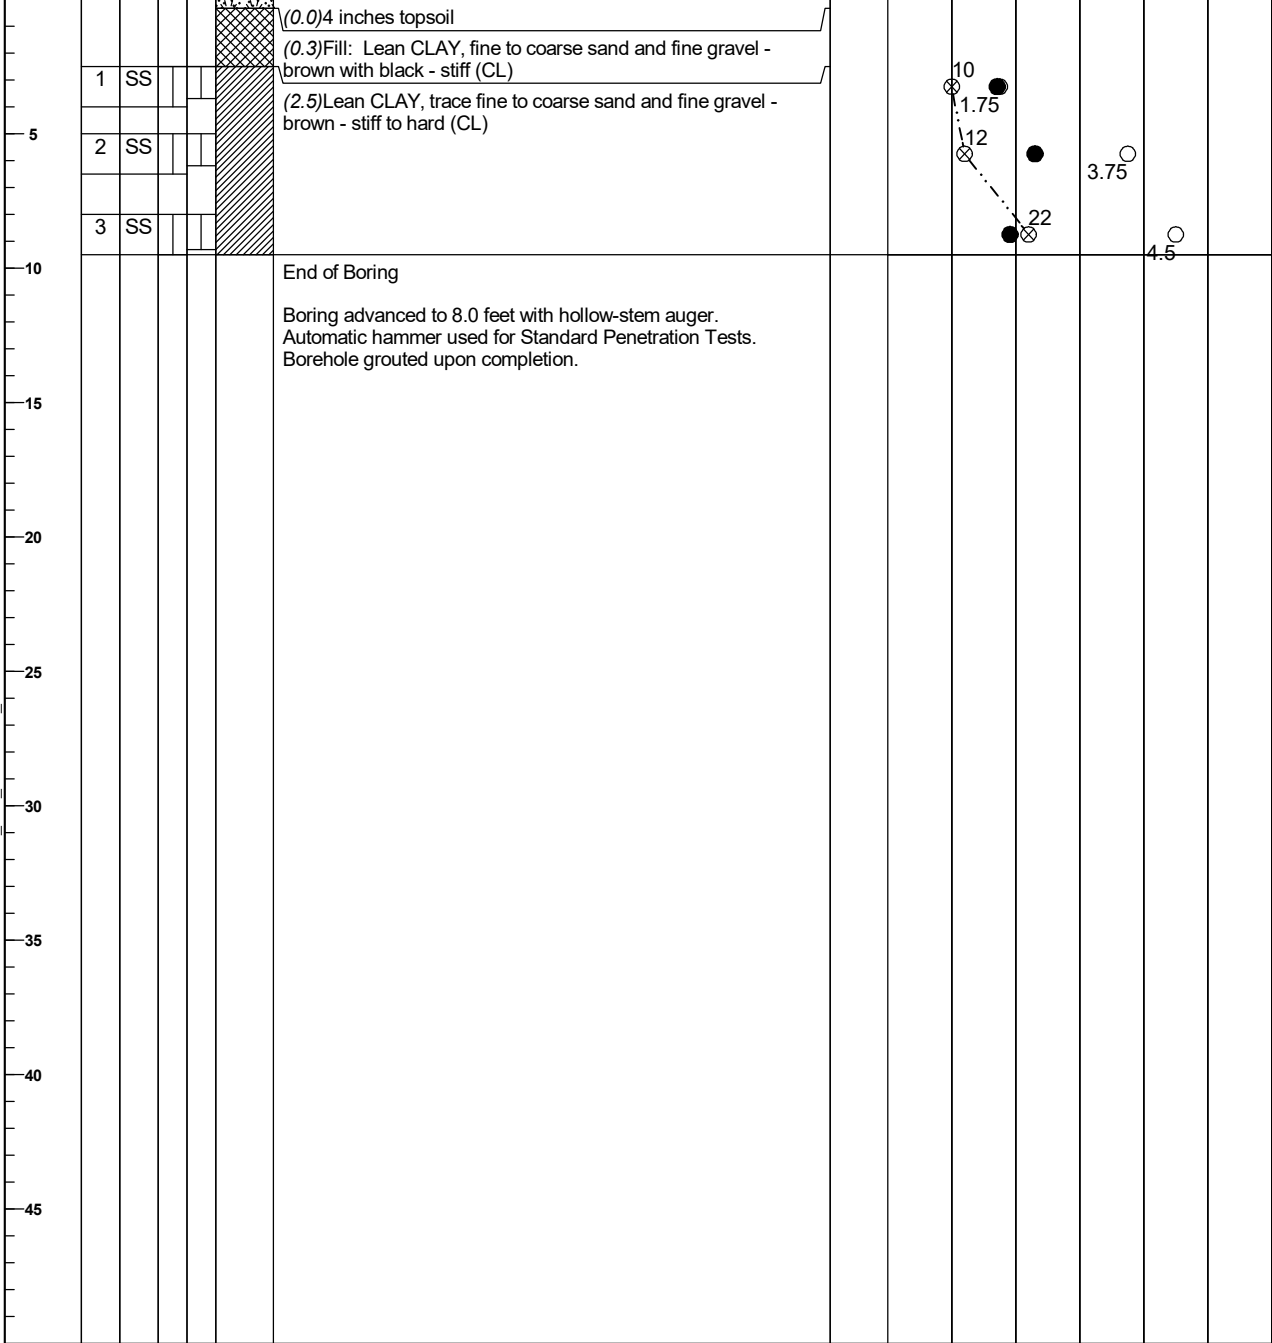 (0.0)4 inches topsoil
(0.3)Fill: Lean CLAY, fine to coarse sand and fine gravel -
brown with black - stiff (CL)
1 SS
10
1.75
(2.5)Lean CLAY, trace fine to coarse sand and fine gravel -
brown - stiff to hard (CL)
5
2 SS
12
3.75
3 SS
22
4.5
10
End of Boring
Boring advanced to 8.0 feet with hollow-stem auger.
Automatic hammer used for Standard Penetration Tests.
Borehole grouted upon completion.
15
20
25
30
35
40
45